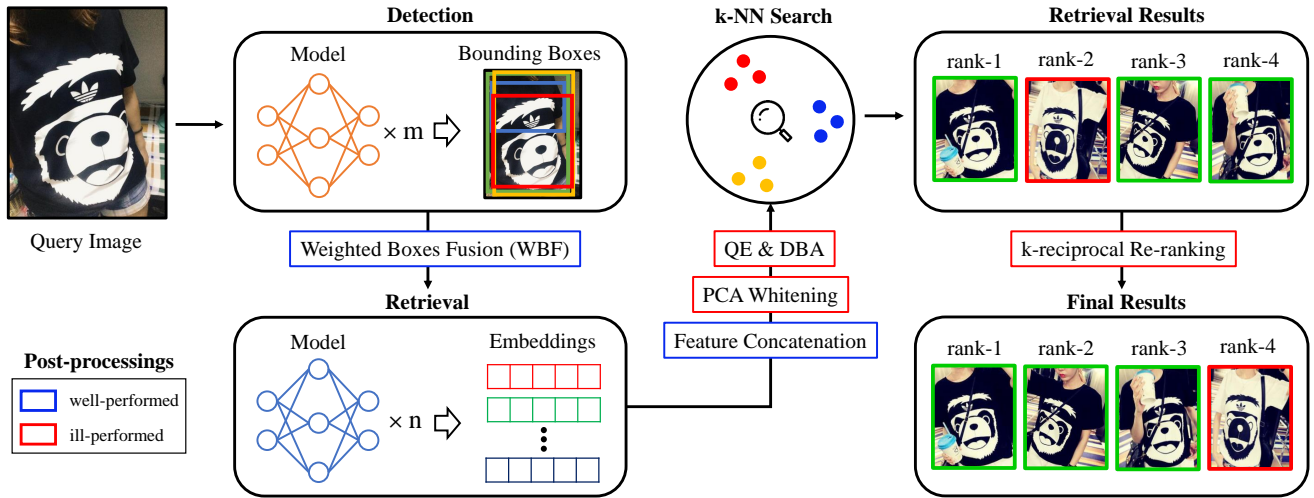 Detection
Model
Bounding Boxes
× m
Query Image
Weighted Boxes Fusion (WBF)
Retrieval
Model
Embeddings
× n
Post-processings
well-performed
ill-performed
k-NN Search
QE & DBA
PCA Whitening
Feature Concatenation
Retrieval Results
rank-1 rank-2 rank-3 rank-4
k-reciprocal Re-ranking
Final Results
rank-1 rank-2 rank-3 rank-4